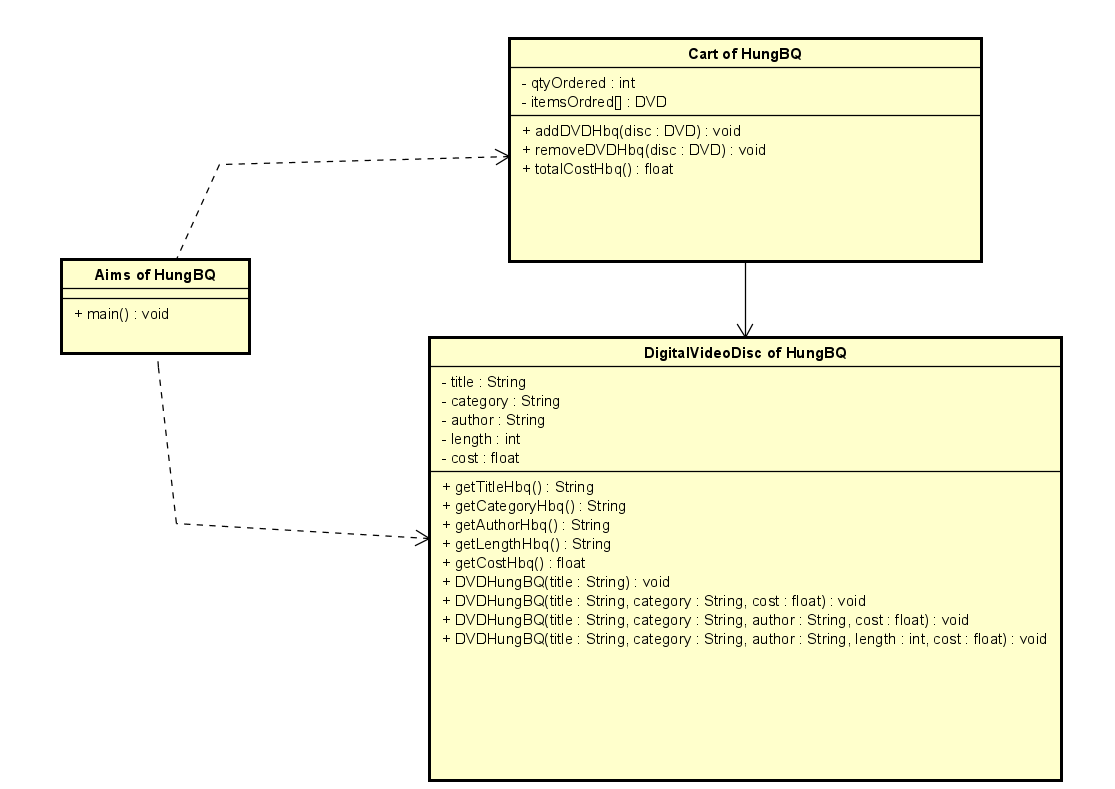 Cart of HungBQ
- qtyOrdered : int
- itemsOrdred[] : DVD
+ addDVDHbq(disc : DVD) : void
+ removeDVDHbq(disc : DVD) : void
+ totalCostHbq() : float
Aims of HungBQ
+ main() : void
DigitalVideoDisc of HungBQ
- title : String
- category : String
- author : String
- length : int
- cost : float
+ getTitleHbq() : String
+ getCategoryHbq() : String
+ getAuthorHbq() : String
+ getLengthHbq() : String
+ getCostHbq() : float
+ DVDHungBQ(title : String) : void
+ DVDHungBQ(title : String, category : String, cost : float) : void
+ DVDHungBQ(title : String, category : String, author : String, cost : float) : void
+ DVDHungBQ(title : String, category : String, author : String, length : int, cost : float) : void